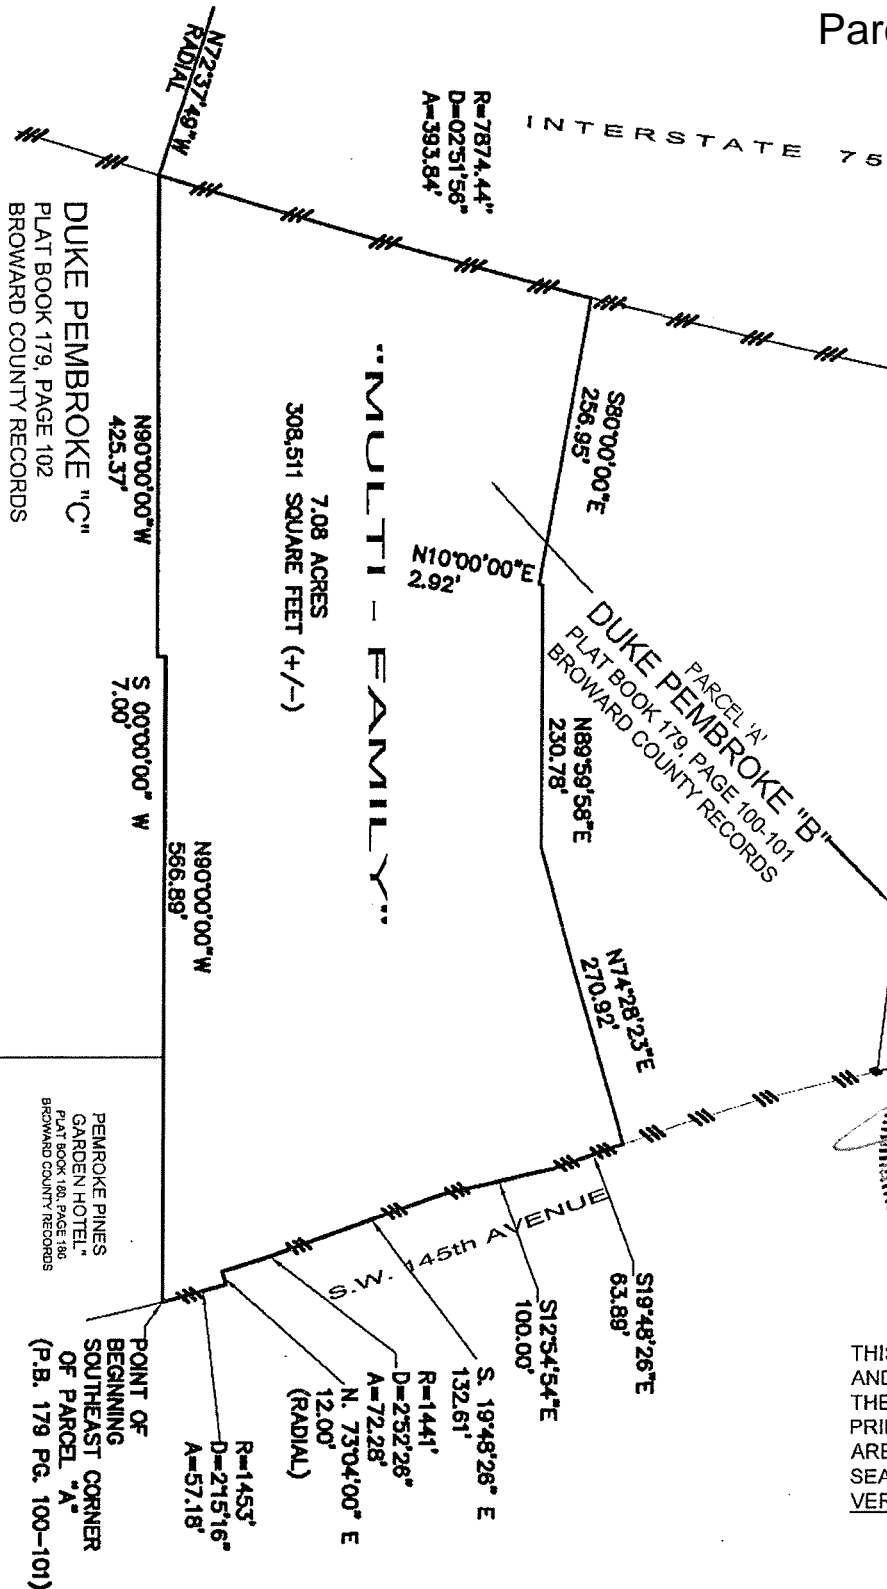 Parc
INTERSTATE 75
N72°37'49"W
RADIAL
R=7874.44'
D=02°51'56"
A=393.84'
S80°00'00"E
256.95'
N10°00'00"E
2.92'
PARCEL 'A'
DUKE PEMBROKE "B"
PLAT BOOK 179, PAGE 100-101
BROWARD COUNTY RECORDS
N89°59'58"E
230.78'
N74°28'23"E
270.92'
"MULTI - FAMILY"
7.08 ACRES
308,511 SQUARE FEET (+/-)
N90°00'00"W
425.37'
DUKE PEMBROKE "C"
PLAT BOOK 179, PAGE 102
BROWARD COUNTY RECORDS
S 00°00'00" W
7.00'
N90°00'00"W
566.89'
PEMROKE PINES
GARDEN HOTEL"
PLAT BOOK 180, PAGE 180
BROWARD COUNTY RECORDS
S.W. 145th AVENUE
S19°48'26"E
63.89'
S12°54'54"E
100.00'
S. 19°48'26" E
132.61'
R=1441'
D=2°52'26"
A=72.28'
N. 73°04'00" E
12.00'
(RADIAL)
R=1453'
D=2°15'16"
A=57.18'
POINT OF
BEGINNING
SOUTHEAST CORNER
OF PARCEL "A"
(P.B. 179 PG. 100-101)
THIS
AND
THE
PRI
ARE
SEA
VER